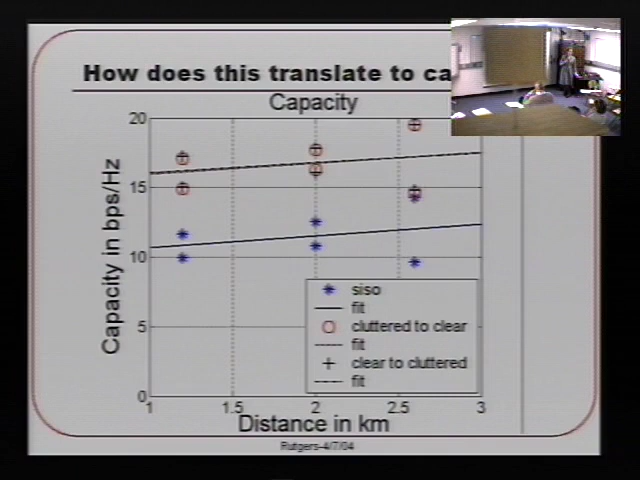 How does this translate to ca
Capacity
20
15
10
5
0
Capacity in bps/Hz
siso
fit
cluttered to clear
fit
clear to cluttered
fit
1 1.5 2 2.5 3
Distance in km
Rutgers-4/7/04